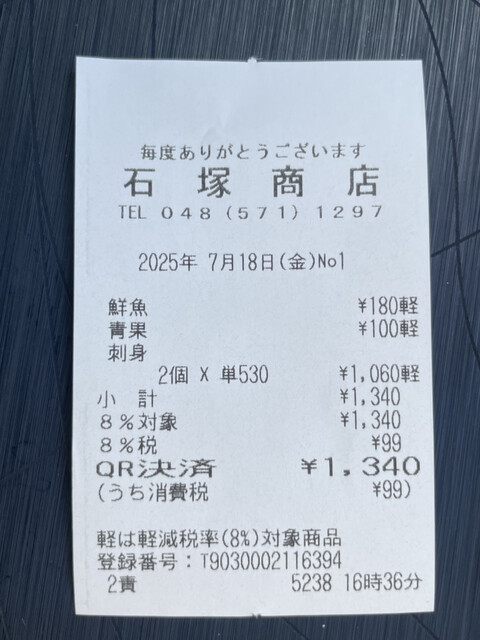 毎度ありがとうございます
石塚商店
TEL 048(571)1297
2025年 7月18日(金)No1
鮮魚 ¥180軽
青果 ¥100軽
刺身
2個 X 単530 ¥1,060軽
小 計 ¥1,340
8%対象 ¥1,340
8%税 ¥99
QR決済 ¥1,340
(うち消費税 ¥99)
軽は軽減税率(8%)対象商品
登録番号:T9030002116394
2責 5238 16時36分